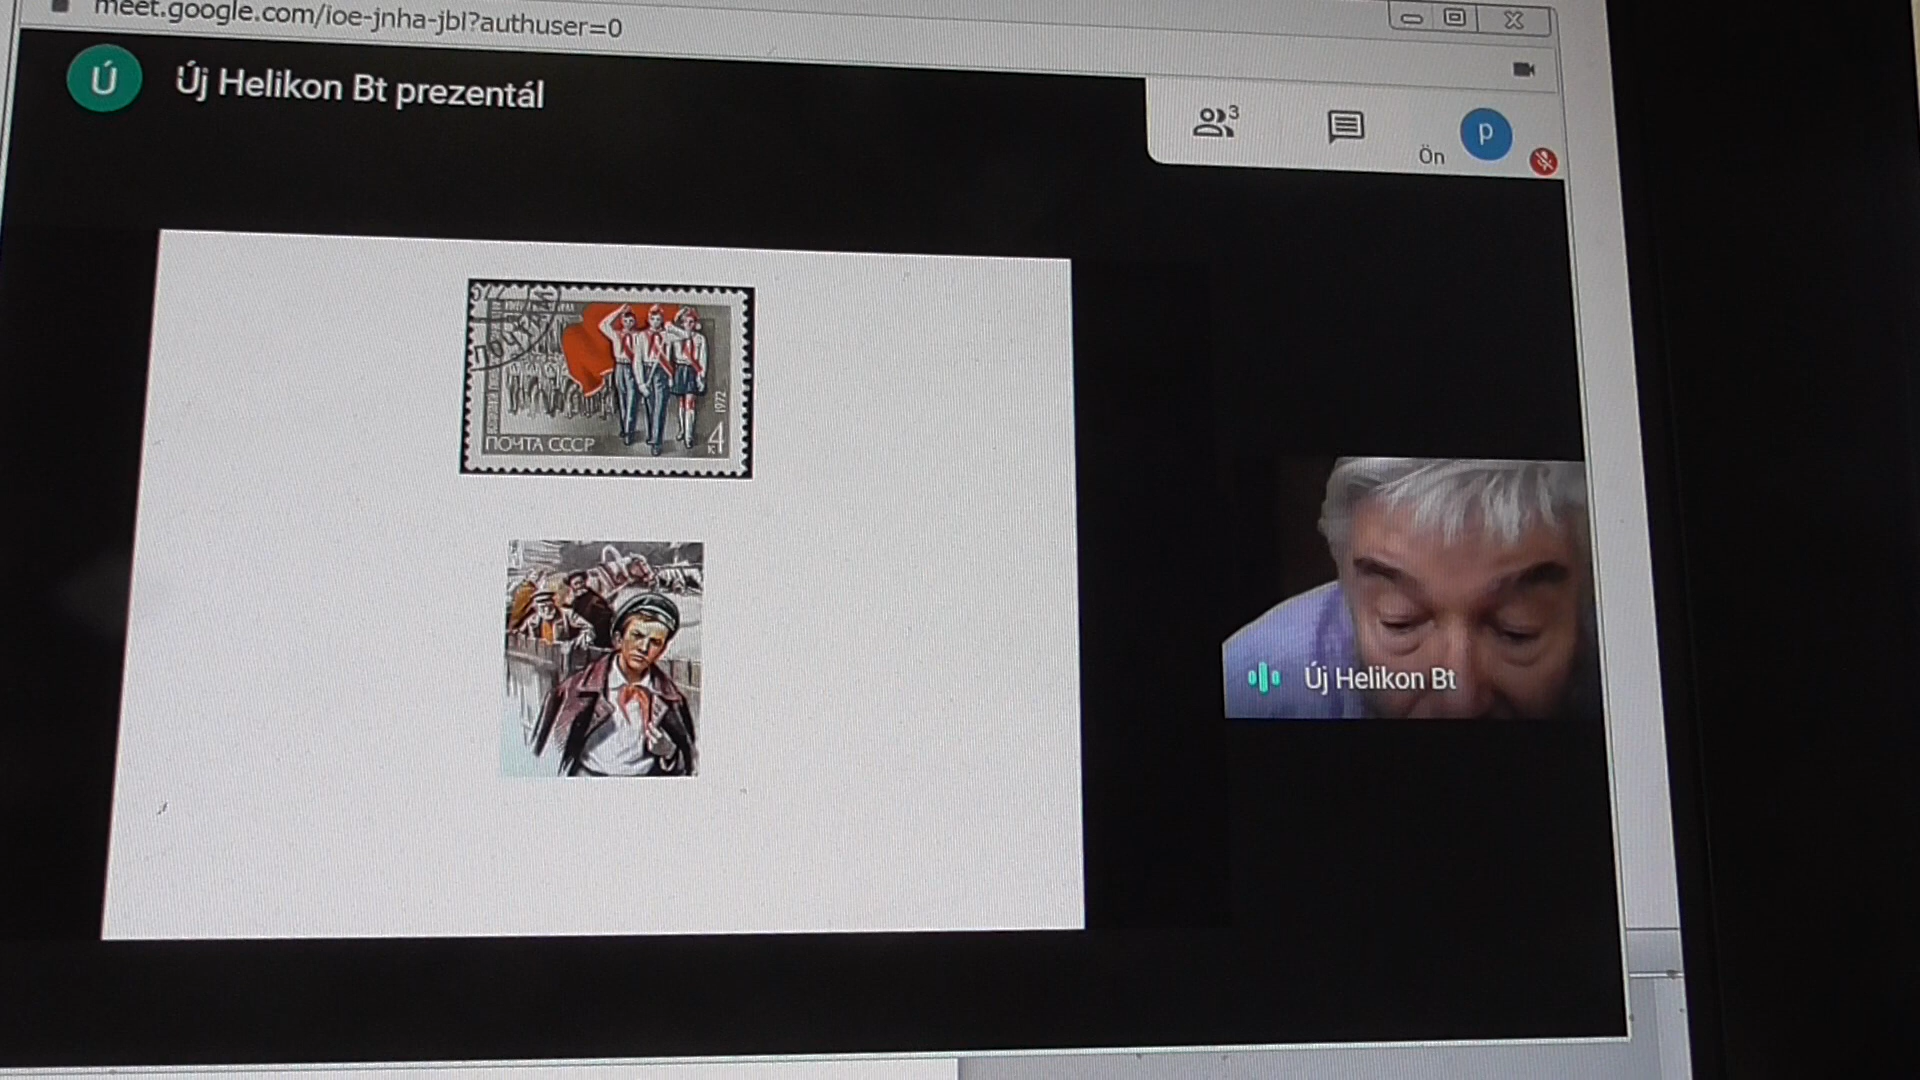 meet.google.com/ioe-jnha-jbl?authuser=0
Ú
Új Helikon Bt prezentál
3
Ön
p
ПОЧТА
1972
ПОЧТА СССР
4
к
Új Helikon Bt